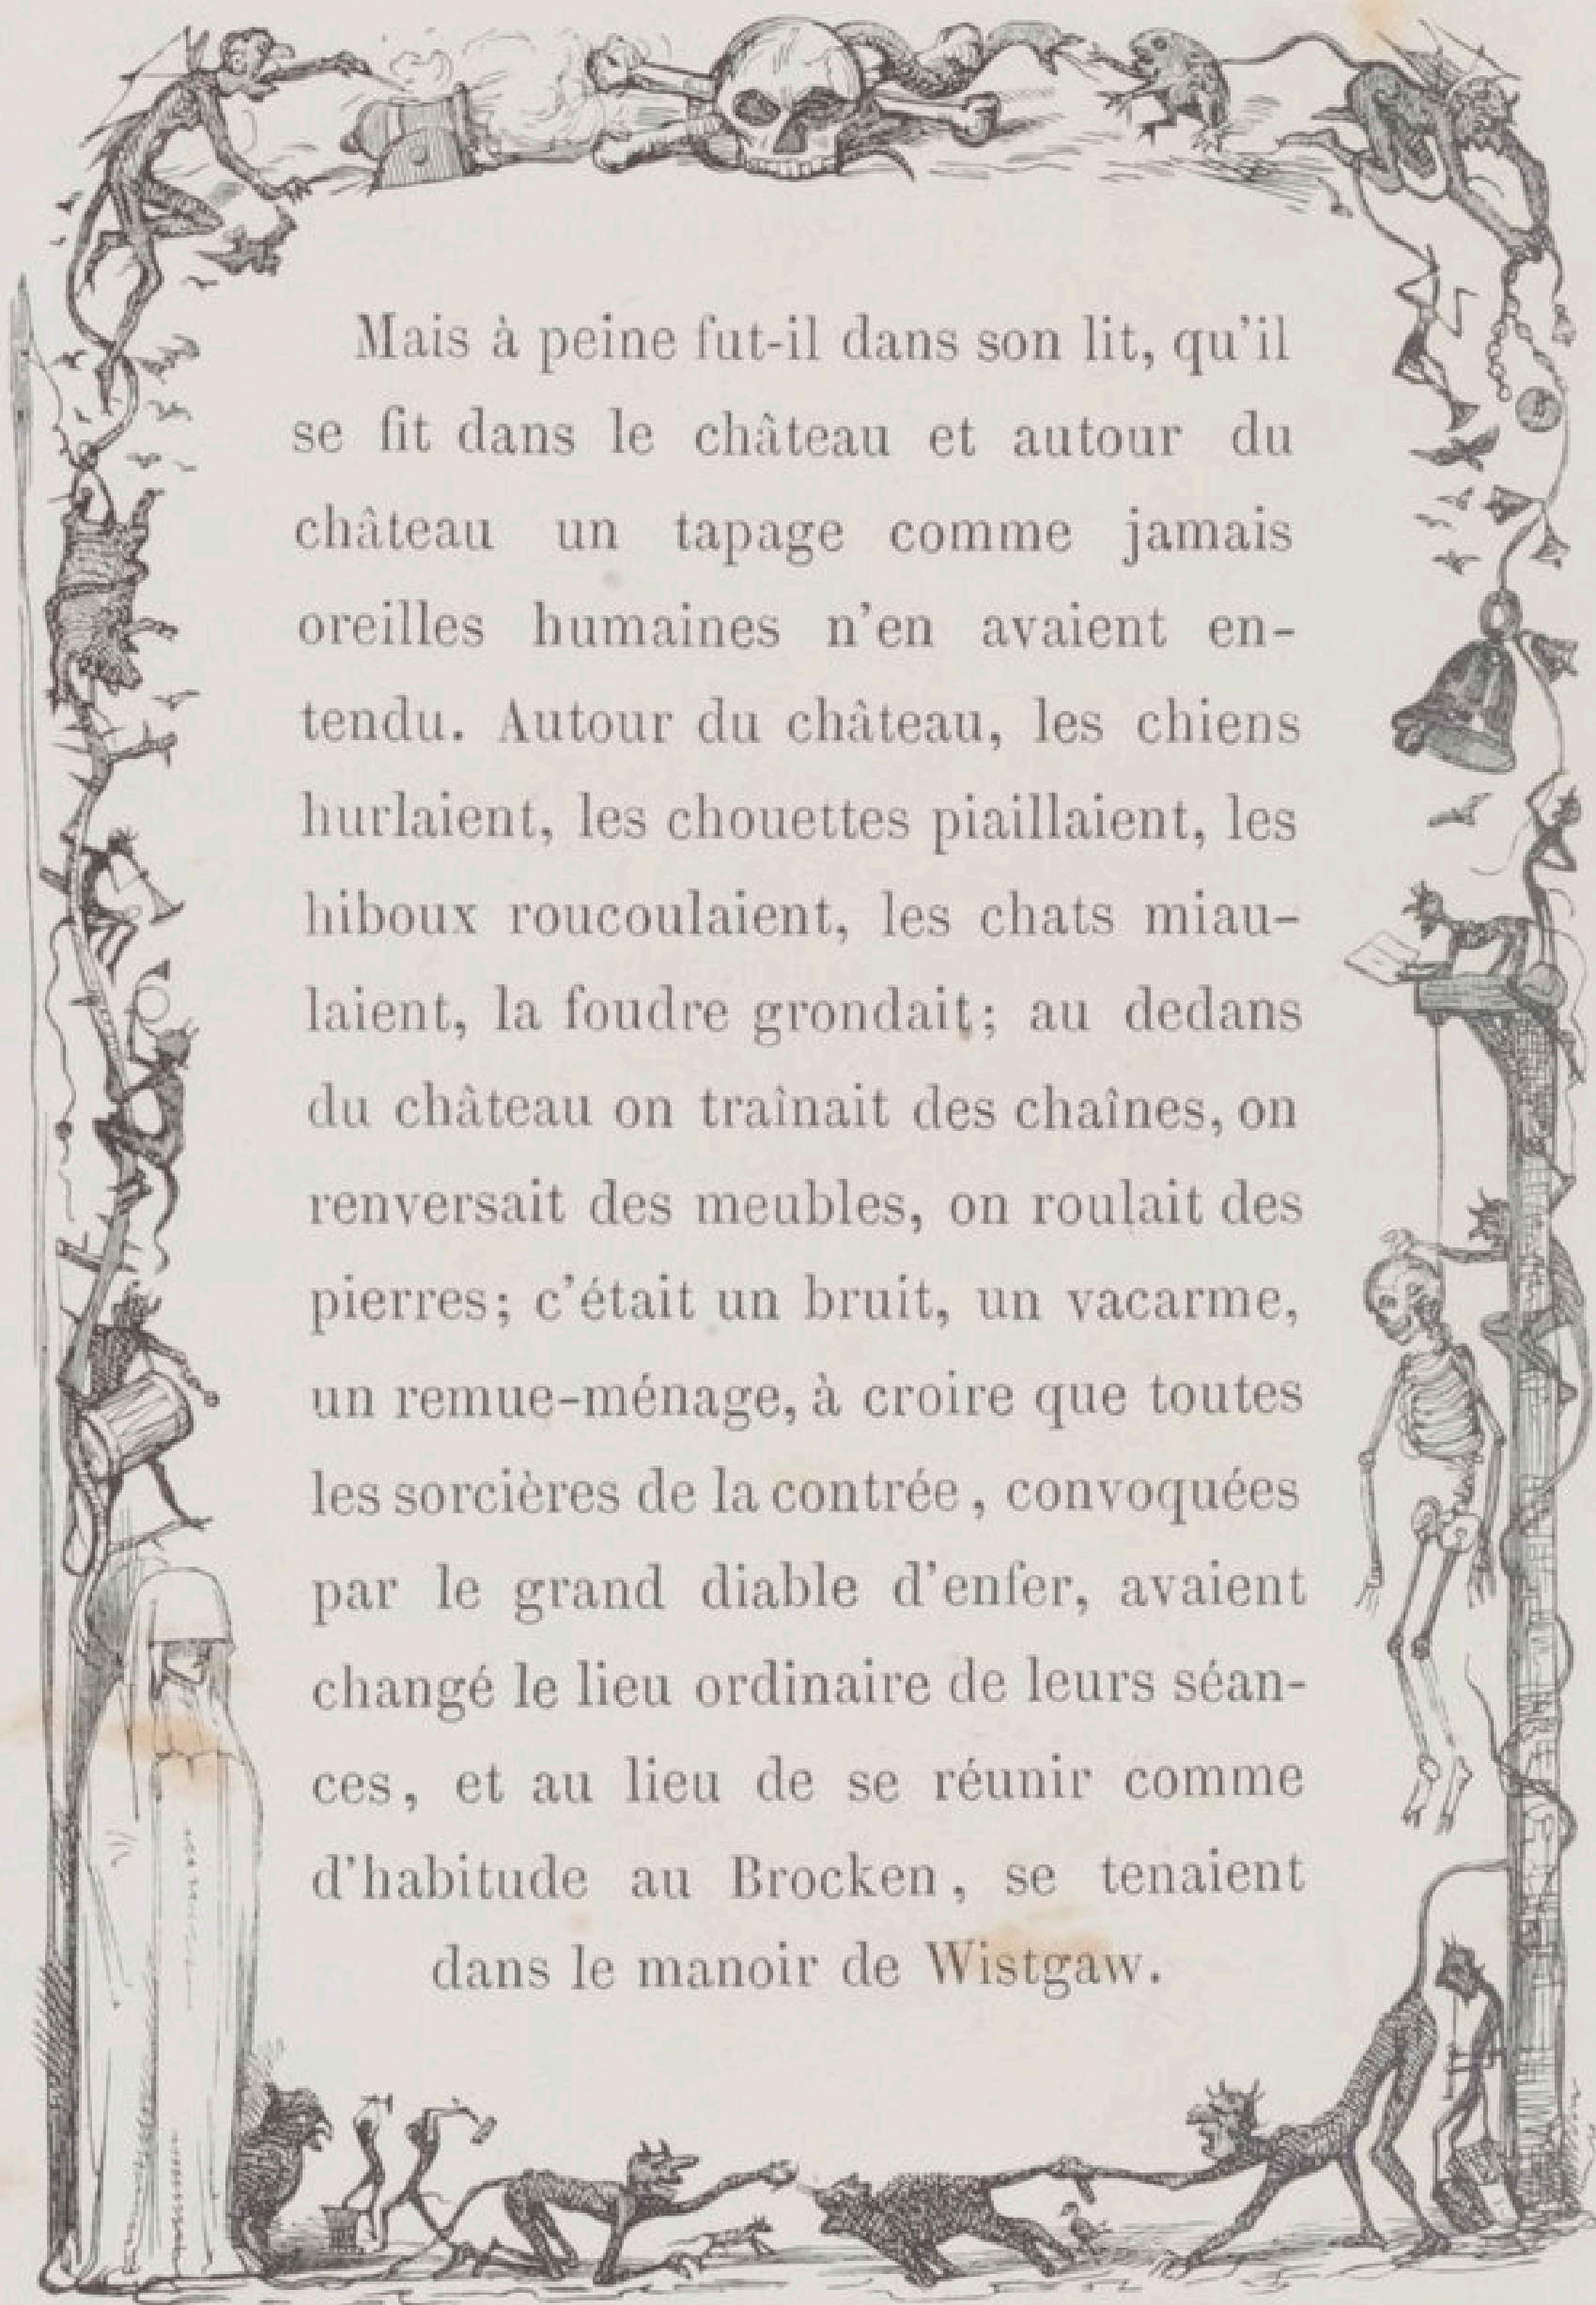 Mais à peine fut-il dans son lit, qu'il
se fit dans le château et autour du
château un tapage comme jamais
oreilles humaines n'en avaient en-
tendu. Autour du château, les chiens
hurlaient, les chouettes piaillaient, les
hiboux roucoulaient, les chats miau-
laient, la foudre grondait; au dedans
du château on traînait des chaînes, on
renversait des meubles, on roulait des
pierres; c'était un bruit, un vacarme,
un remue-ménage, à croire que toutes
les sorcières de la contrée, convoquées
par le grand diable d'enfer, avaient
changé le lieu ordinaire de leurs séan-
ces, et au lieu de se réunir comme
d'habitude au Brocken, se tenaient
dans le manoir de Wistgaw.